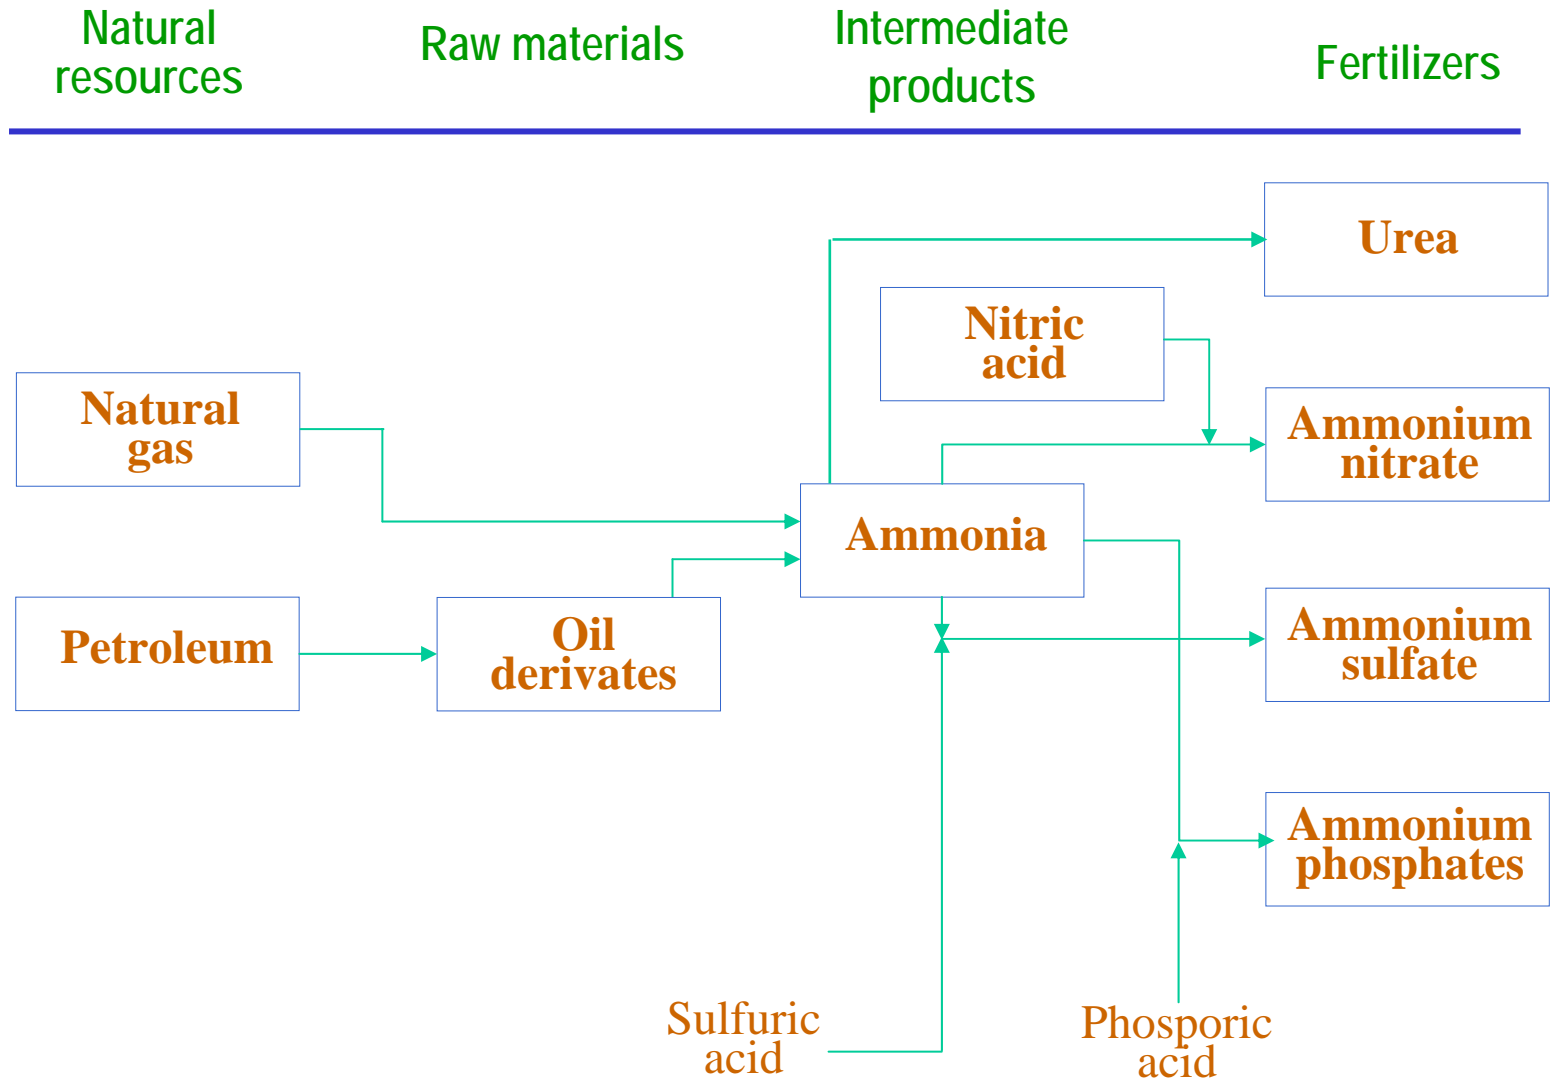 Natural
resources
Raw materials
Intermediate
products
Fertilizers
Urea
Nitric
acid
Natural
gas
Ammonium
nitrate
Ammonia
Petroleum
Oil
derivates
Ammonium
sulfate
Ammonium
phosphates
Sulfuric
acid
Phosporic
acid